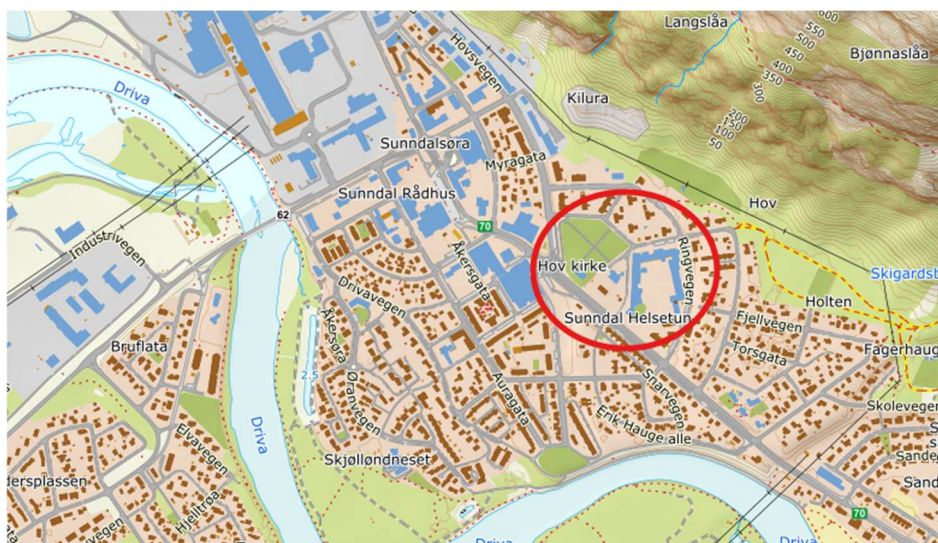 Langslåa
600
550
500
450
400
350
300
Bjønnaslåa
Hovsvegen
Driva
Kilura
200
150
100
50
Sunndalsøra
Myragata
Sunndal Rådhus
Hov
62
70
Industrivegen
Åkersgata
Hov kirke
Ringvegen
Skigardsb
Drivavegen
Sunndal Helsetun
Holten
Åkersøra
Fjellvegen
Bruflata
2.5
Torsgata
Fagerhaug
Øranvegen
Auragata
Snarvegen
Skolevegen
Driva
Erik Hauge alle
S
s
Elvavegen
Sande
Skjølløndneset
dersplassen
Sand
Hjelltrøa
70
Driva
Driva